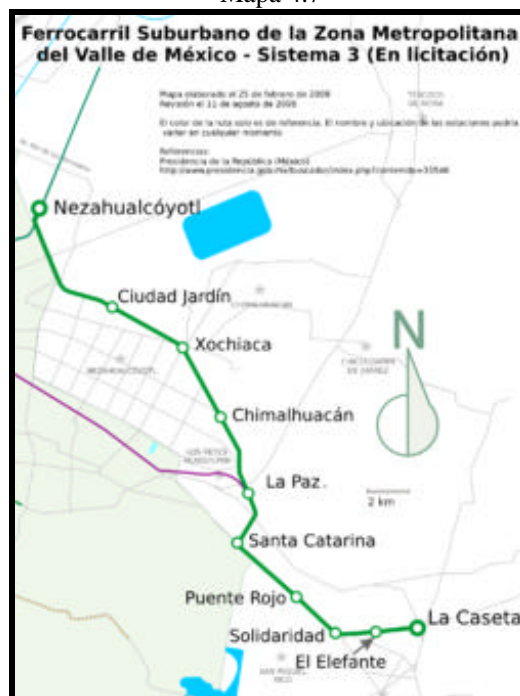 Mapa 4.7
Ferrocarril Suburbano de la Zona Metropolitana
del Valle de México - Sistema 3 (En licitación)
Mapa elaborado el 25 de febrero de 2008
Revisión el 11 de agosto de 2008
El color de la ruta solo es de referencia. El nombre y ubicación de las estaciones podría
variar en cualquier momento
Referencias:
Presidencia de la República (México)
Nezahualcóyotl
Ciudad Jardín
Xochiaca
Chimalhuacán
N
La Paz
2 km
Santa Catarina
Puente Rojo
La Caseta
Solidaridad
El Elefante